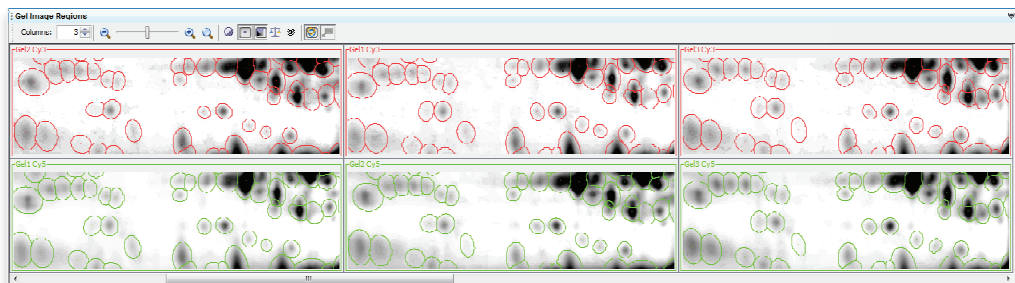 Gel Image Regions
Columns: 3
Gel2 Cy3
Gel1 Cy3
Gel3 Cy3
Gel1 Cy5
Gel2 Cy5
Gel3 Cy5